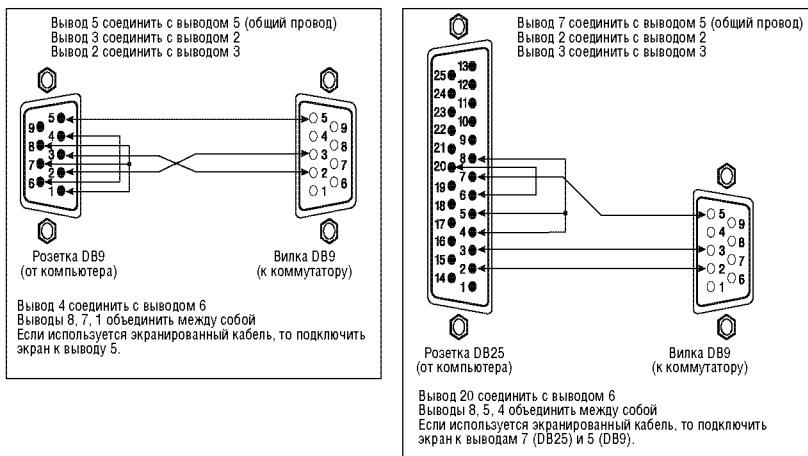 Вывод 5 соединить с выводом 5 (общий провод)
Вывод 3 соединить с выводом 2
Вывод 2 соединить с выводом 3
5
9
4
8
3
7
2
6
1
5
9
4
8
3
7
2
6
1
Розетка DB9
(от компьютера)
Вилка DB9
(к коммутатору)
Вывод 4 соединить с выводом 6
Выводы 8, 7, 1 объединить между собой
Если используется экранированный кабель, то подключить
экран к выводу 5.
Вывод 7 соединить с выводом 5 (общий провод)
Вывод 2 соединить с выводом 2
Вывод 3 соединить с выводом 3
13
25
12
24
11
23
10
22
9
21
8
20
7
19
6
18
5
17
4
16
3
15
2
14
1
5
9
4
8
3
7
2
6
1
Розетка DB25
(от компьютера)
Вилка DB9
(к коммутатору)
Вывод 20 соединить с выводом 6
Выводы 8, 5, 4 объединить между собой
Если используется экранированный кабель, то подключить
экран к выводам 7 (DB25) и 5 (DB9).